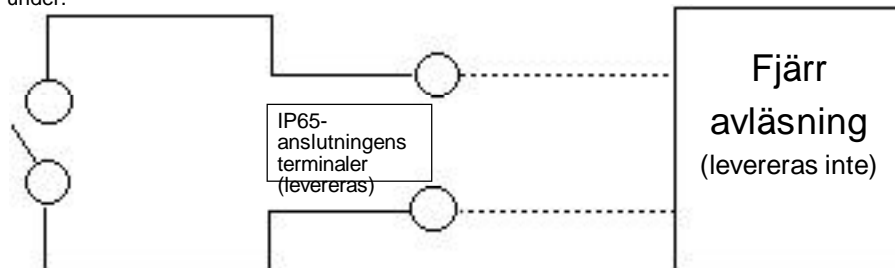 under.
IP65-
anslutningens
terminaler
(levereras)
Fjärr
avläsning
(levereras inte)